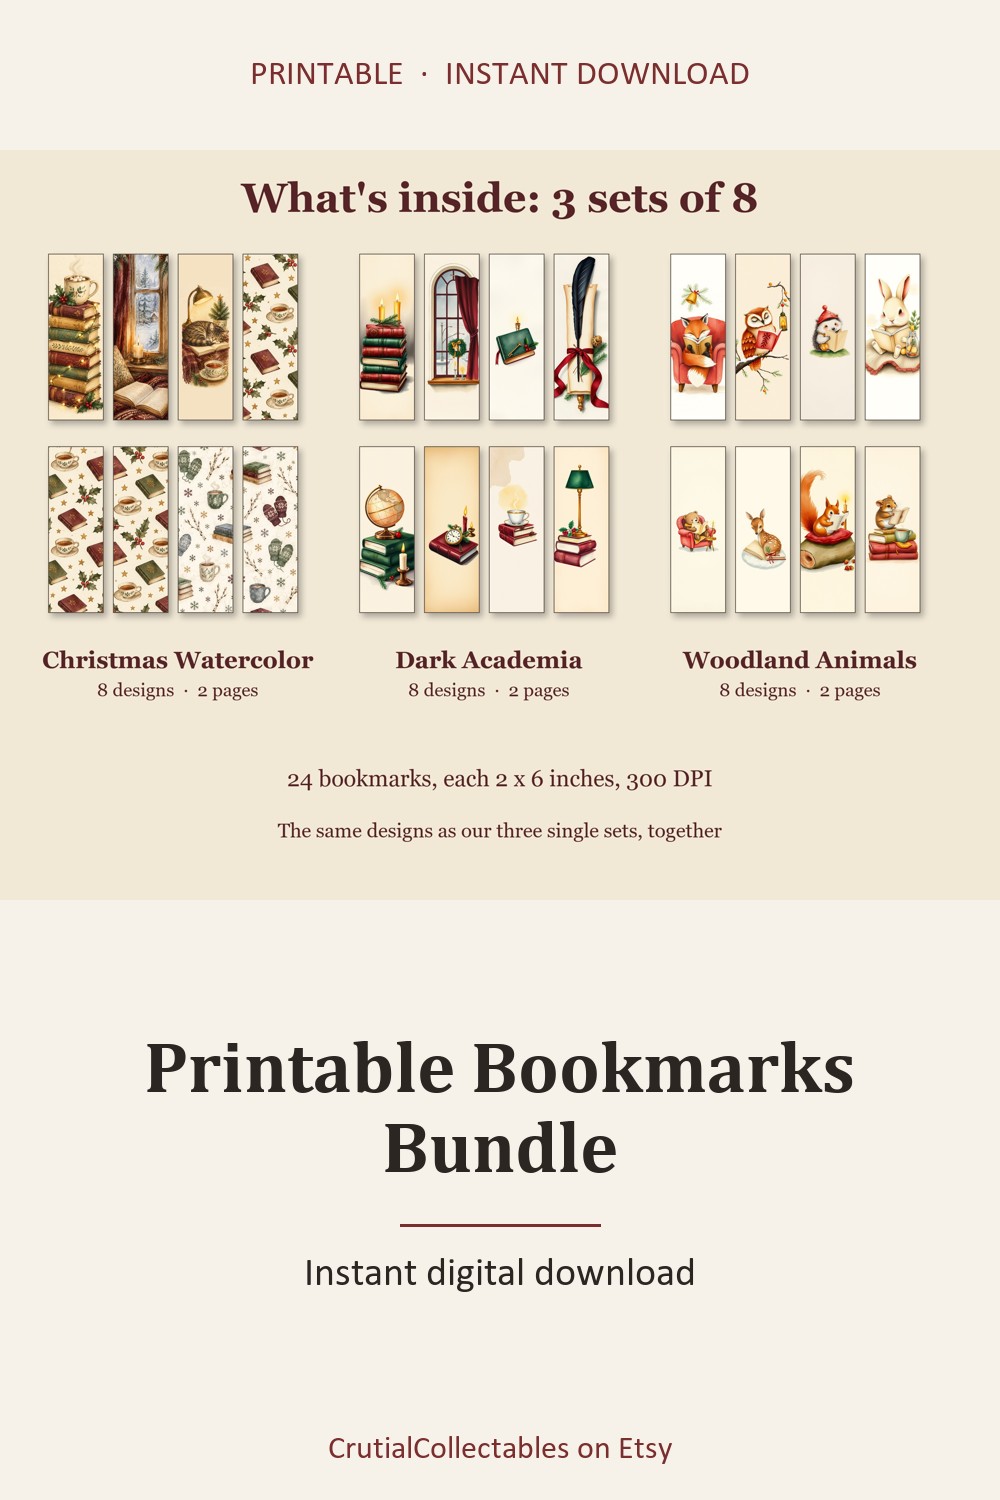 PRINTABLE · INSTANT DOWNLOAD
What's inside: 3 sets of 8
Christmas Watercolor
8 designs · 2 pages
Dark Academia
8 designs · 2 pages
Woodland Animals
8 designs · 2 pages
24 bookmarks, each 2 x 6 inches, 300 DPI
The same designs as our three single sets, together
Printable Bookmarks
Bundle
Instant digital download
CrutialCollectables on Etsy